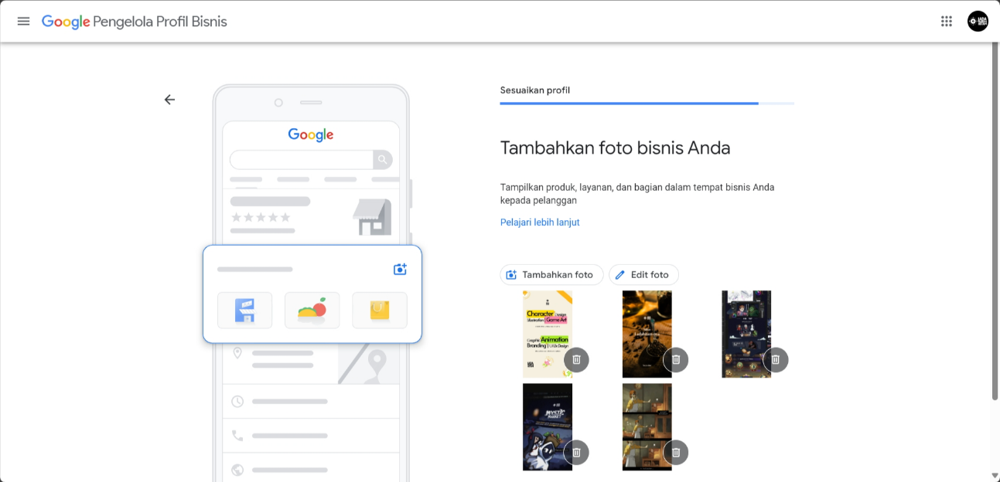 Google Pengelola Profil Bisnis
Google
Sesuaikan profil
Tambahkan foto bisnis Anda
Tampilkan produk, layanan, dan bagian dalam tempat bisnis Anda
kepada pelanggan
Pelajari lebih lanjut
Tambahkan foto
Edit foto
Character Design
Illustration Game Art
Graphic Animation
Branding UI Ux Design
MYSTIC
MARKET